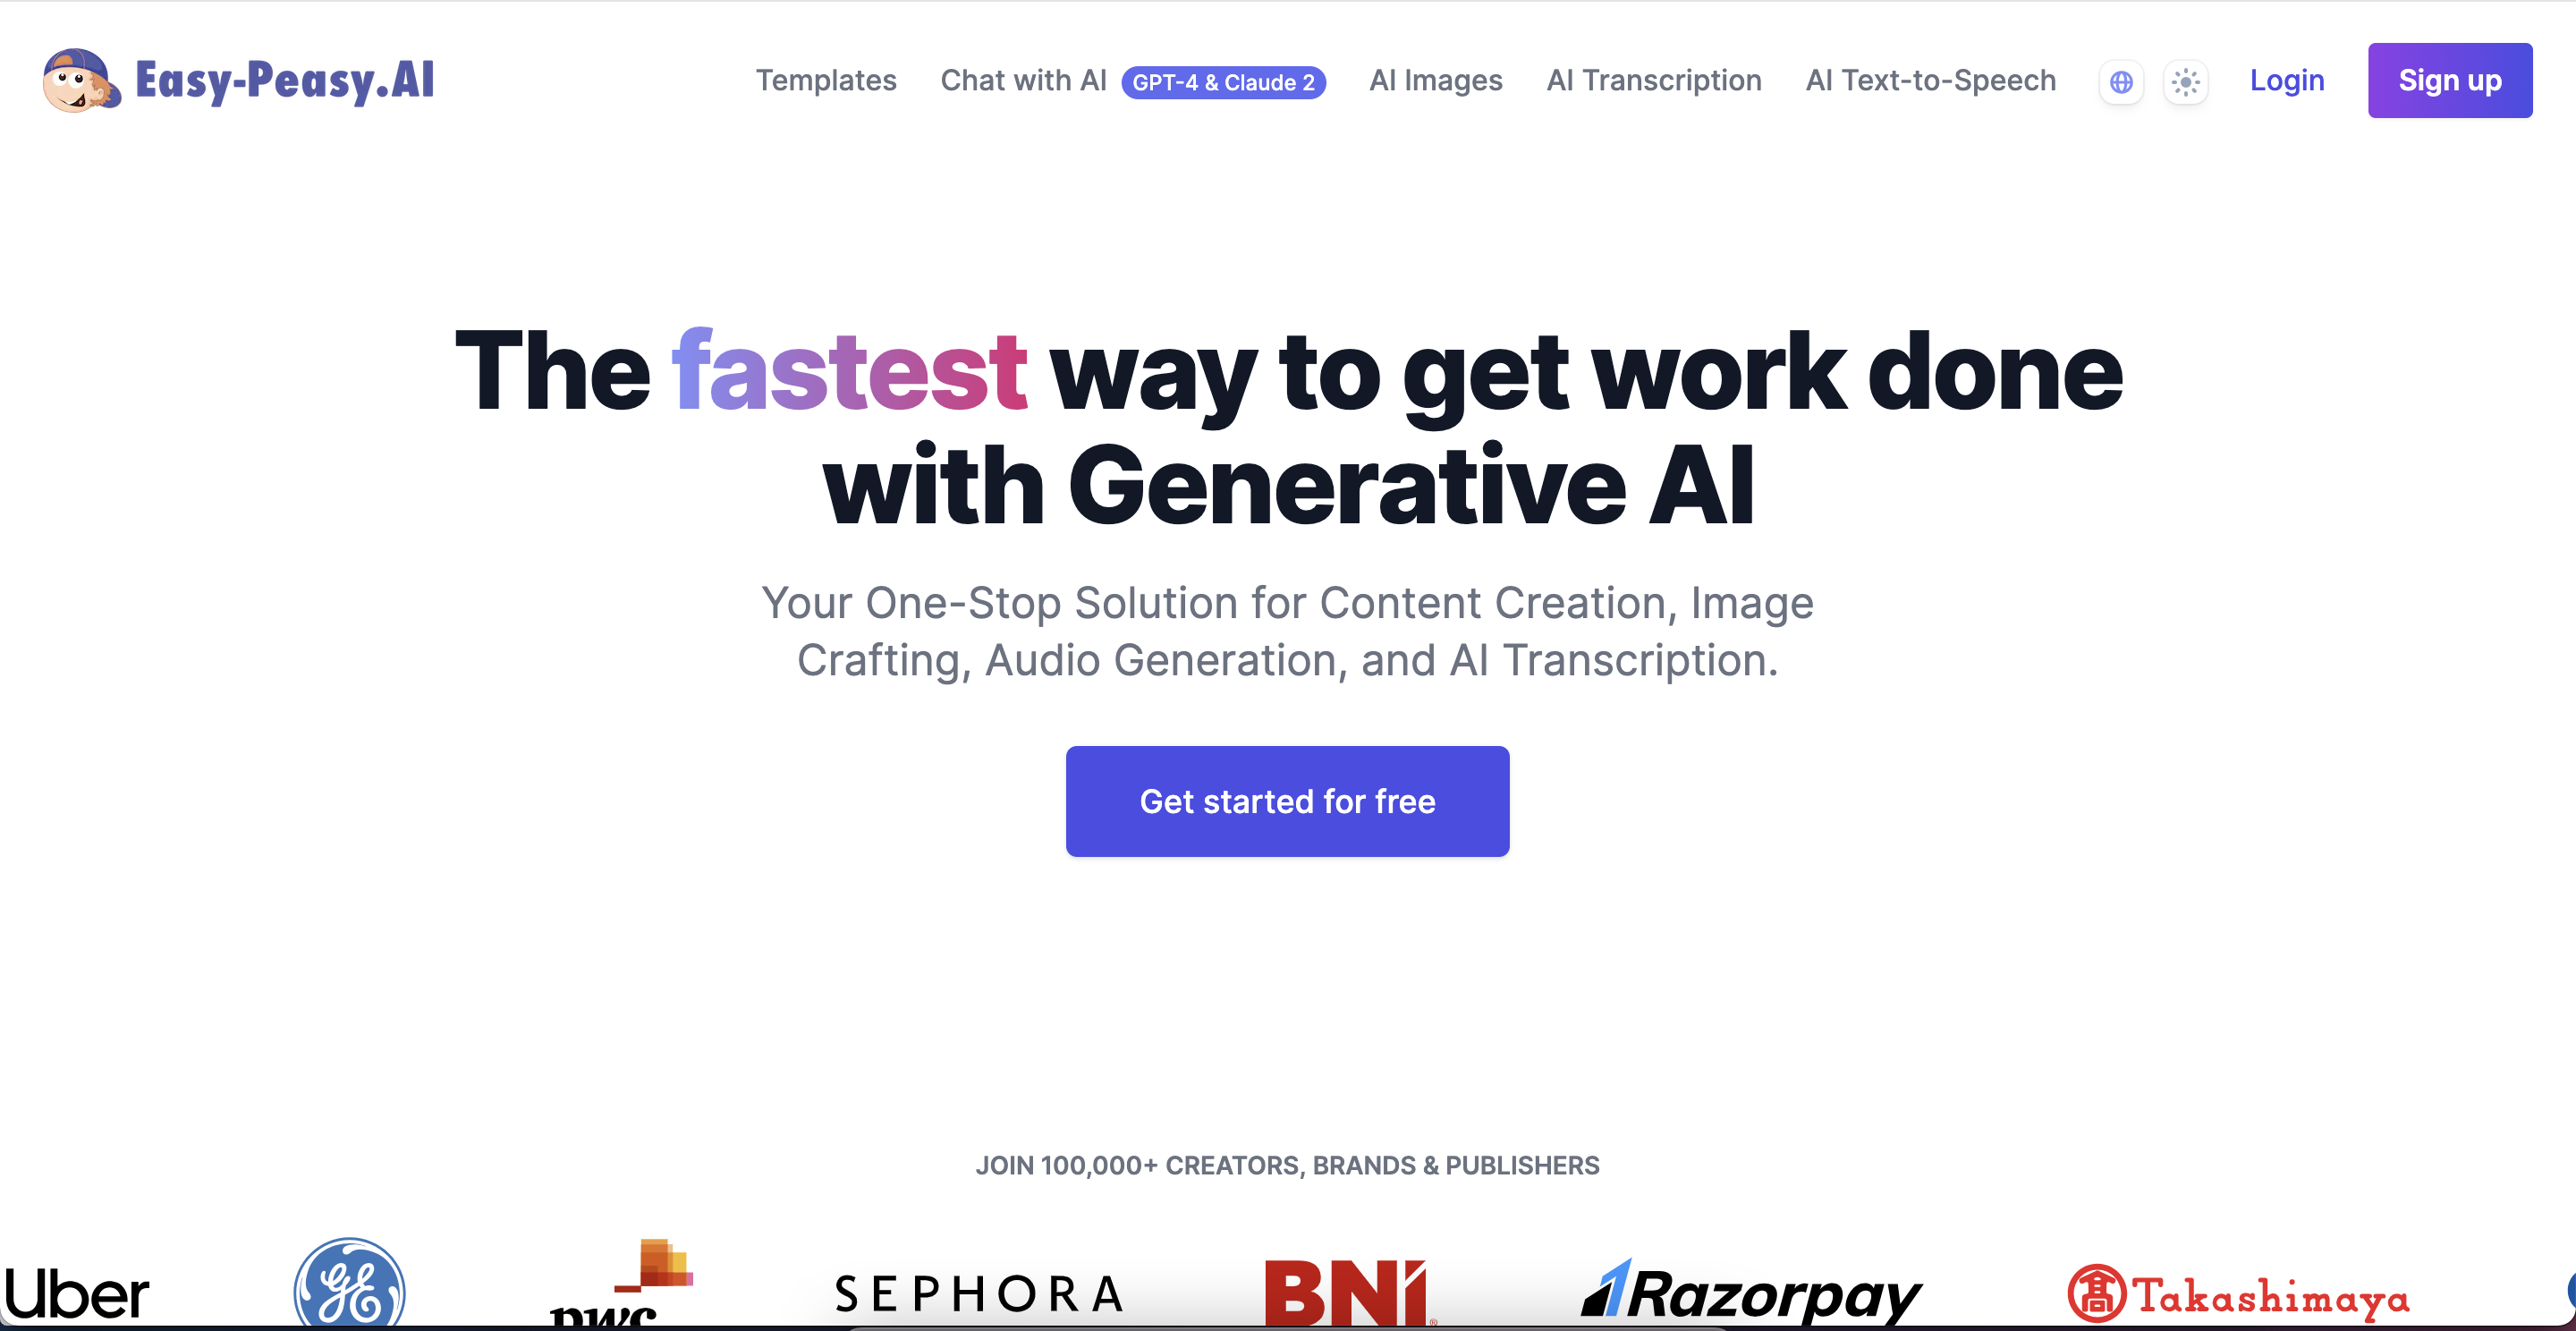 Easy-Peasy.AI
Templates Chat with AI GPT-4 & Claude 2 AI Images AI Transcription AI Text-to-Speech Login Sign up
The fastest way to get work done
with Generative AI
Your One-Stop Solution for Content Creation, Image
Crafting, Audio Generation, and AI Transcription.
Get started for free
JOIN 100,000+ CREATORS, BRANDS & PUBLISHERS
Uber GE pwc SEPHORA BNI® Razorpay 髙 Takashimaya